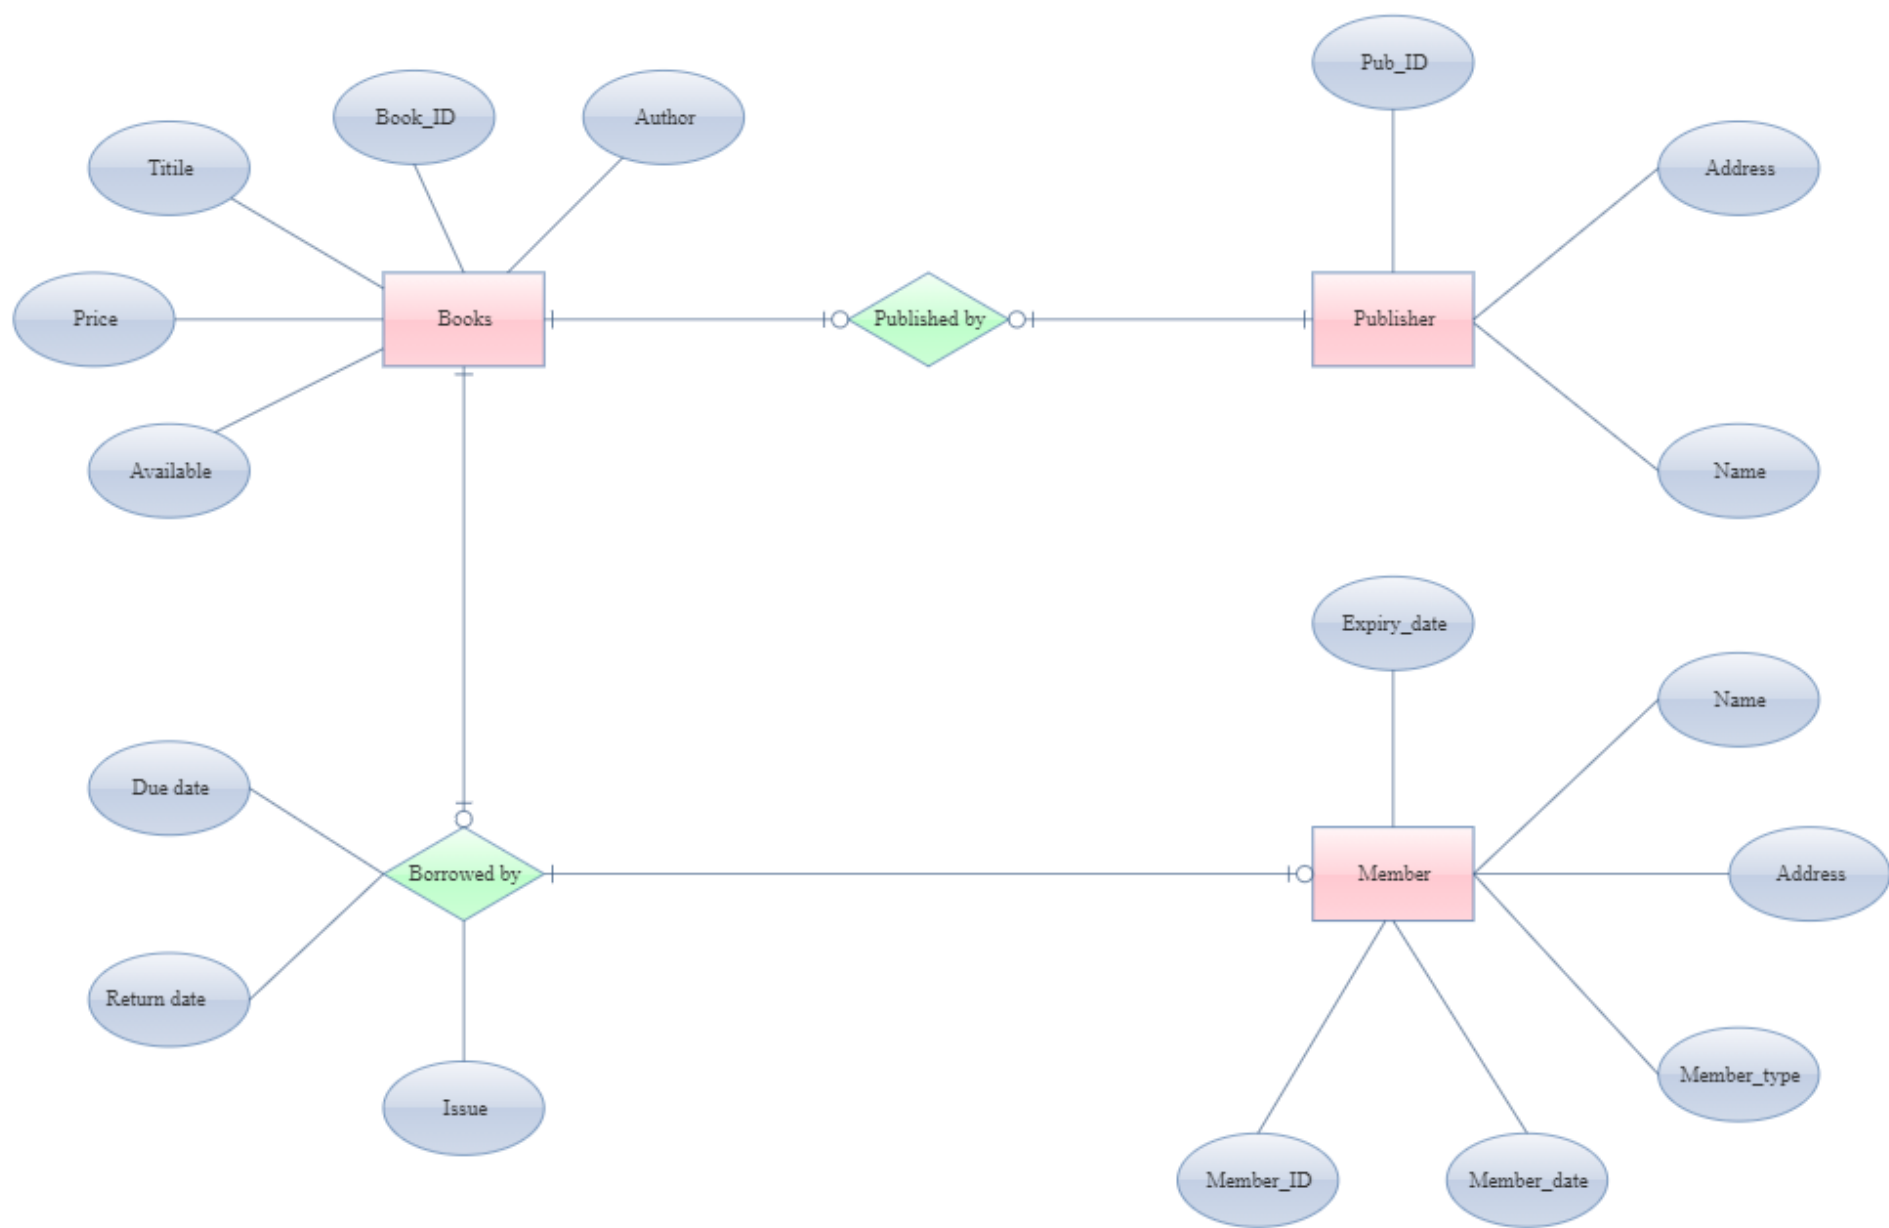 Pub_ID
Book_ID
Author
Titile
Address
Price
Books
Published by
Publisher
Available
Name
Expiry_date
Name
Due date
Borrowed by
Member
Address
Return date
Member_type
Issue
Member_ID
Member_date